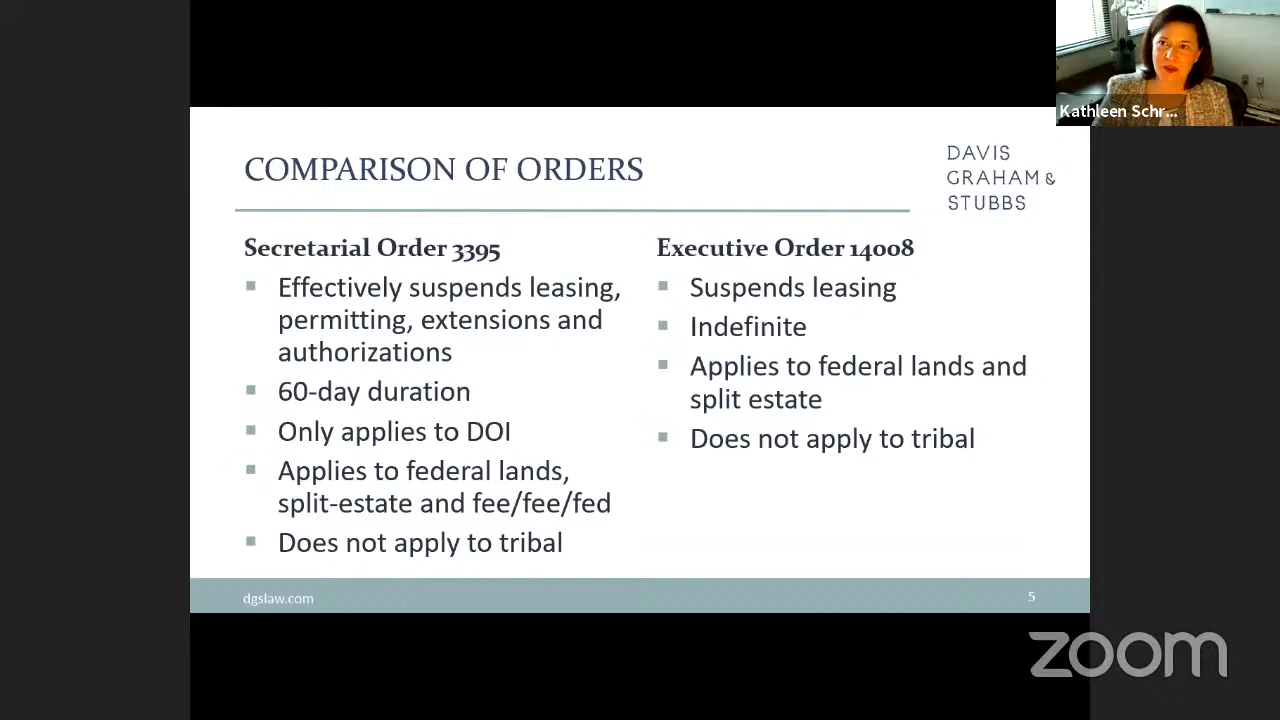 Kathleen Schr...
COMPARISON OF ORDERS
DAVIS
GRAHAM &
STUBBS
Secretarial Order 3395
Effectively suspends leasing,
permitting, extensions and
authorizations
60-day duration
Only applies to DOI
Applies to federal lands,
split-estate and fee/fee/fed
Does not apply to tribal
Executive Order 14008
Suspends leasing
Indefinite
Applies to federal lands and
split estate
Does not apply to tribal
dgslaw.com
5
zoom